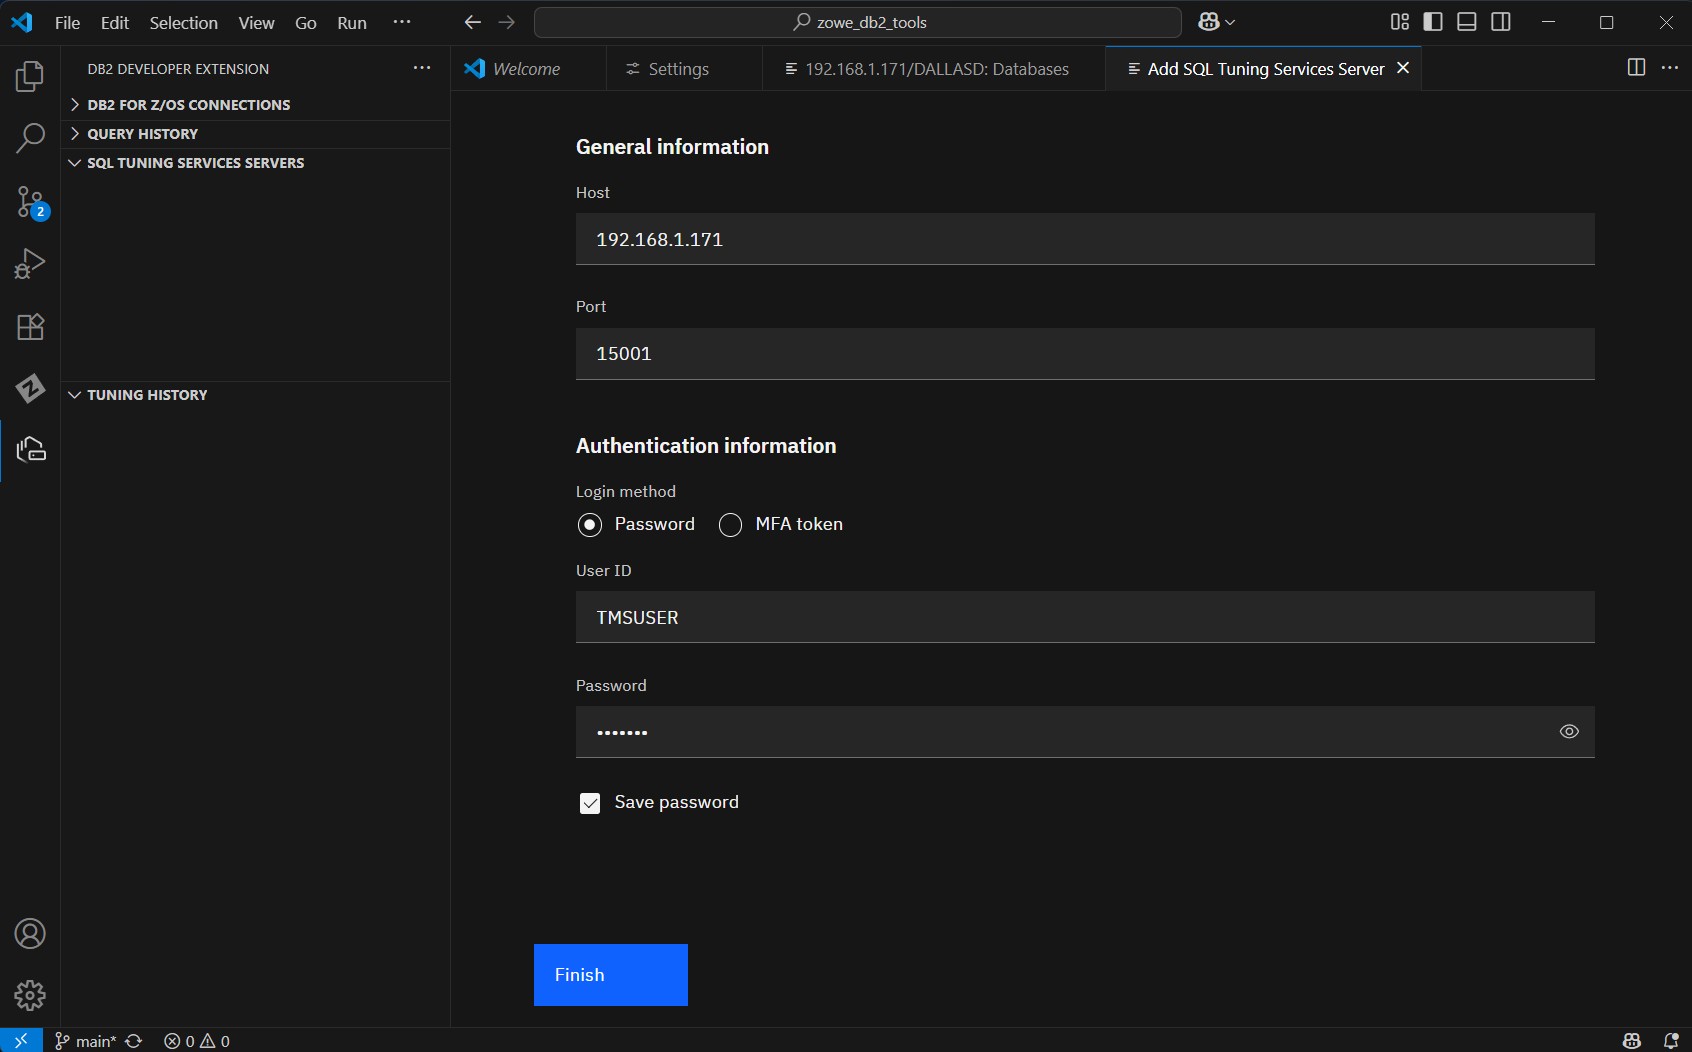 File Edit Selection View Go Run ···
zowe_db2_tools
DB2 DEVELOPER EXTENSION
Welcome
Settings
192.168.1.171/DALLASD: Databases
Add SQL Tuning Services Server
DB2 FOR Z/OS CONNECTIONS
QUERY HISTORY
SQL TUNING SERVICES SERVERS
2
TUNING HISTORY
General information
Host
192.168.1.171
Port
15001
Authentication information
Login method
Password MFA token
User ID
TMSUSER
Password
•••••••
Save password
Finish
main* 0 0